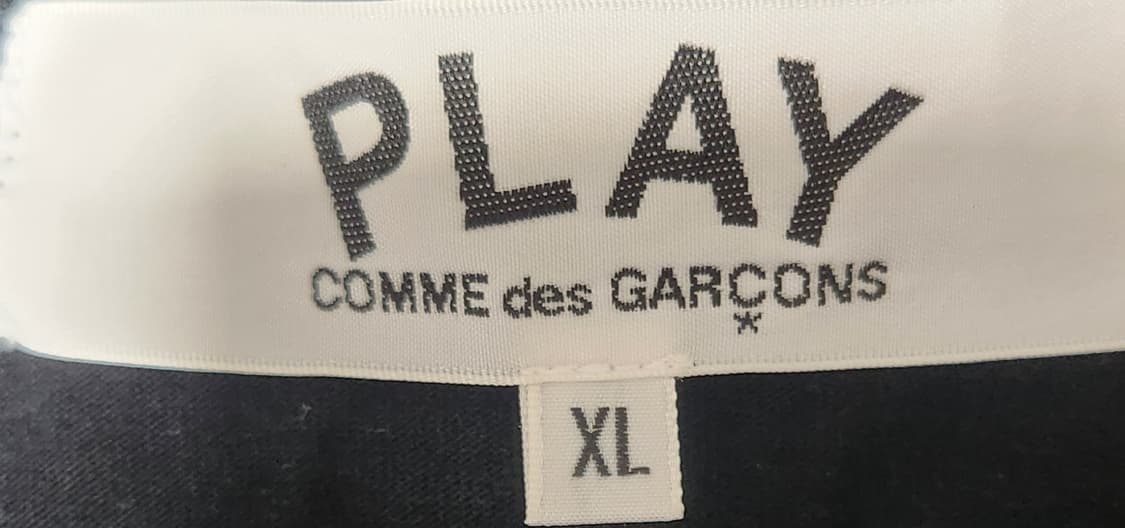 PLAY
COMME des GARÇONS
*
XL